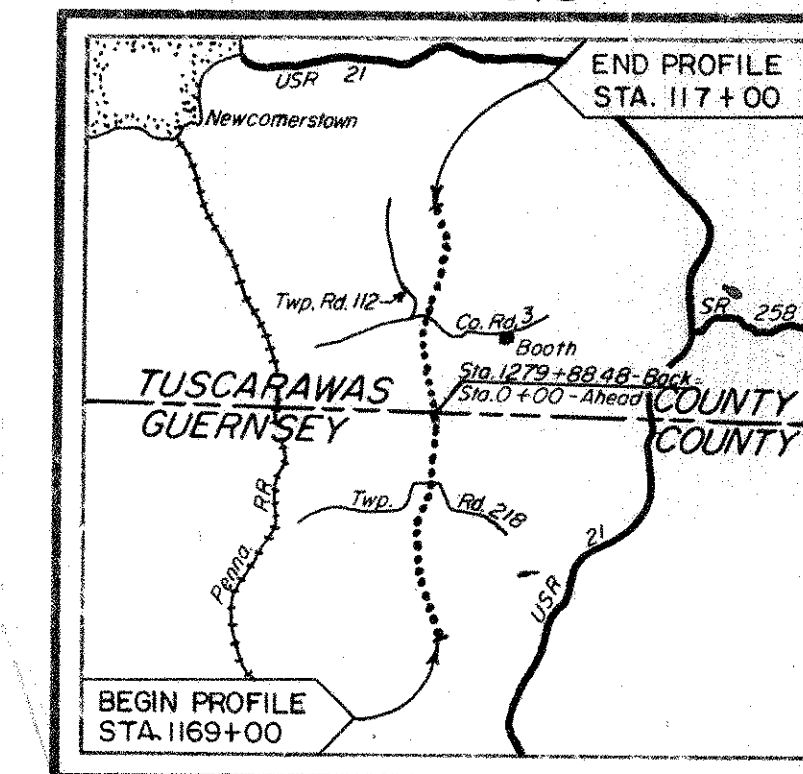 USR 21
END PROFILE
STA. 117+00
Newcomerstown
Twp. Rd. 112
Co. Rd. 3
SR 258
Booth
Sta. 1279+88.48-Back
Sta. 0+00-Ahead
TUSCARAWAS COUNTY
GUERNSEY COUNTY
Twp. Rd. 218
Penna. RR
USR 21
BEGIN PROFILE
STA. 1169+00